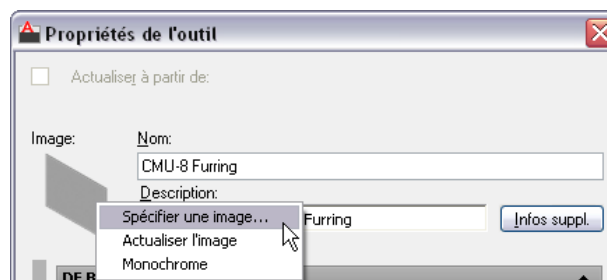 Propriétés de l'outil
Actualiser à partir de:
Image:
Nom:
CMU-8 Furring
Description:
Spécifier une image...
Furring
Infos suppl.
Actualiser l'image
Monochrome